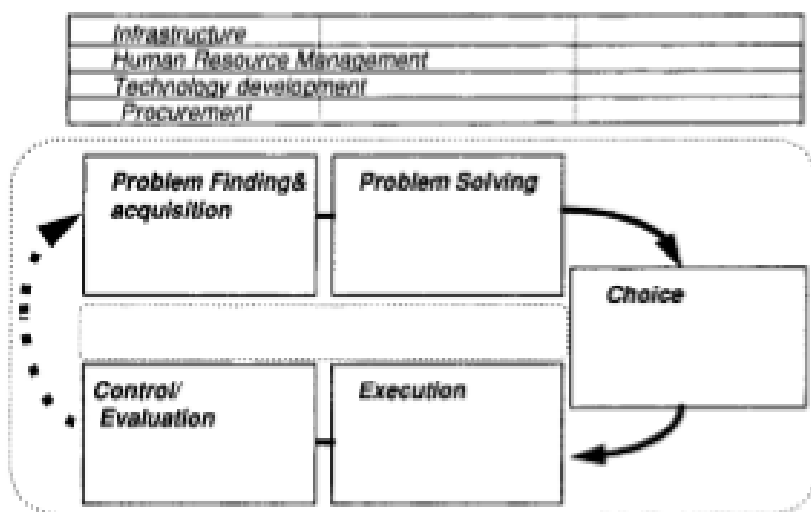 Infrastructure
Human Resource Management
Technology development
Procurement
Problem Finding&
acquisition
Problem Solving
Choice
Control/
Evaluation
Execution